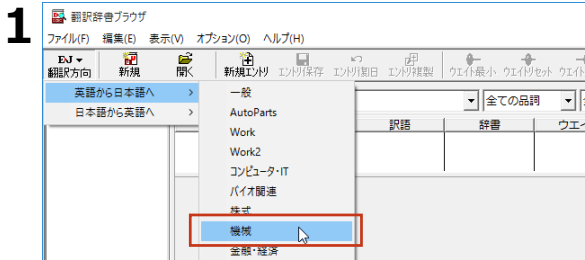 1
翻訳辞書ブラウザ
ファイル(F) 編集(E) 表示(V) オプション(O) ヘルプ(H)
EJ
翻訳方向 新規 開く 新規エントリ エントリ保存 エントリ復旧 エントリ複製 ウエイト最小 ウエイトリセット
英語から日本語へ 一般
日本語から英語へ AutoParts
全ての品詞
訳語 辞書
Work
Work2
コンピュータ・IT
バイオ関連
株式
機械
金融・経済